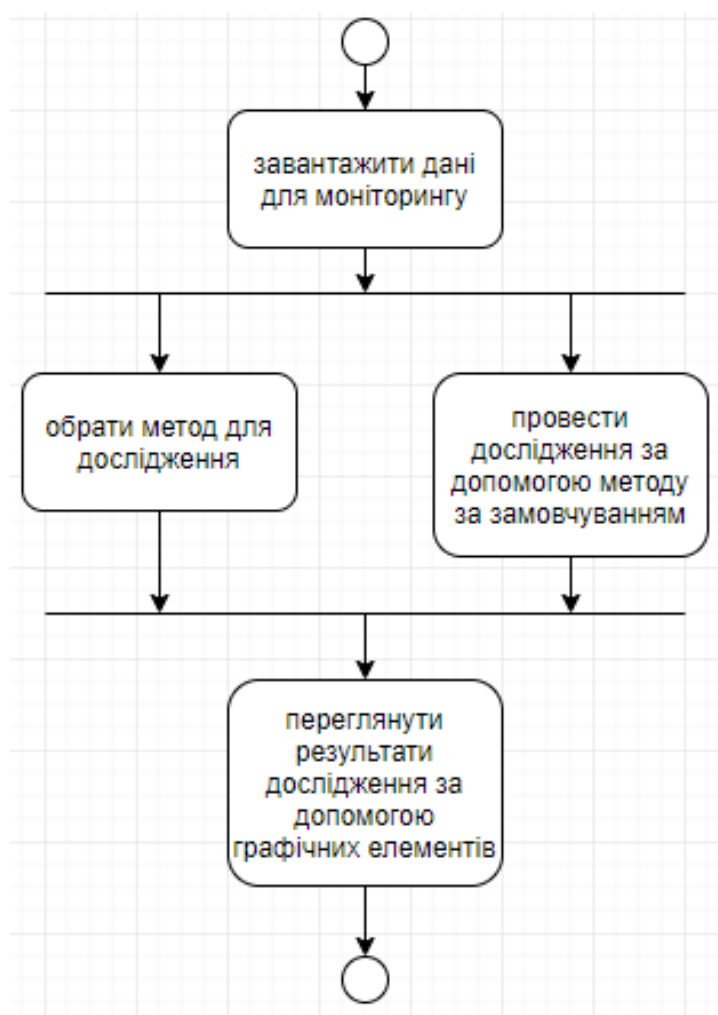 завантажити дані
для моніторингу
обрати метод для
дослідження
провести
дослідження за
допомогою методу
за замовчуванням
переглянути
результати
дослідження за
допомогою
графічних елементів